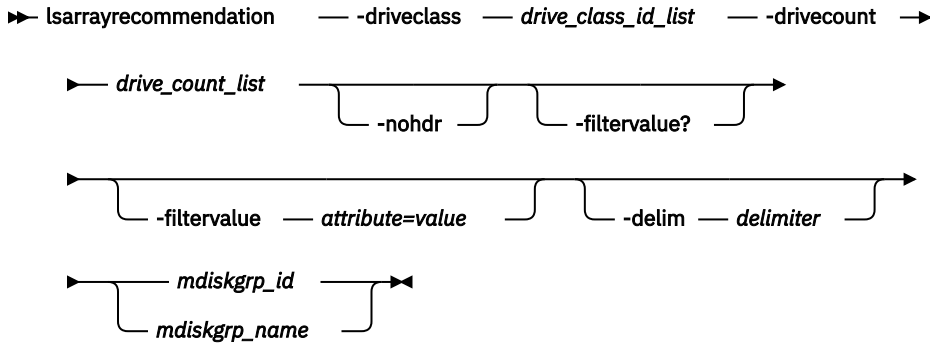 lsarrayrecommendation -driveclass drive_class_id_list -drivecount
drive_count_list
-nohdr -filtervalue?
-filtervalue attribute=value -delim delimiter
mdiskgrp_id
mdiskgrp_name